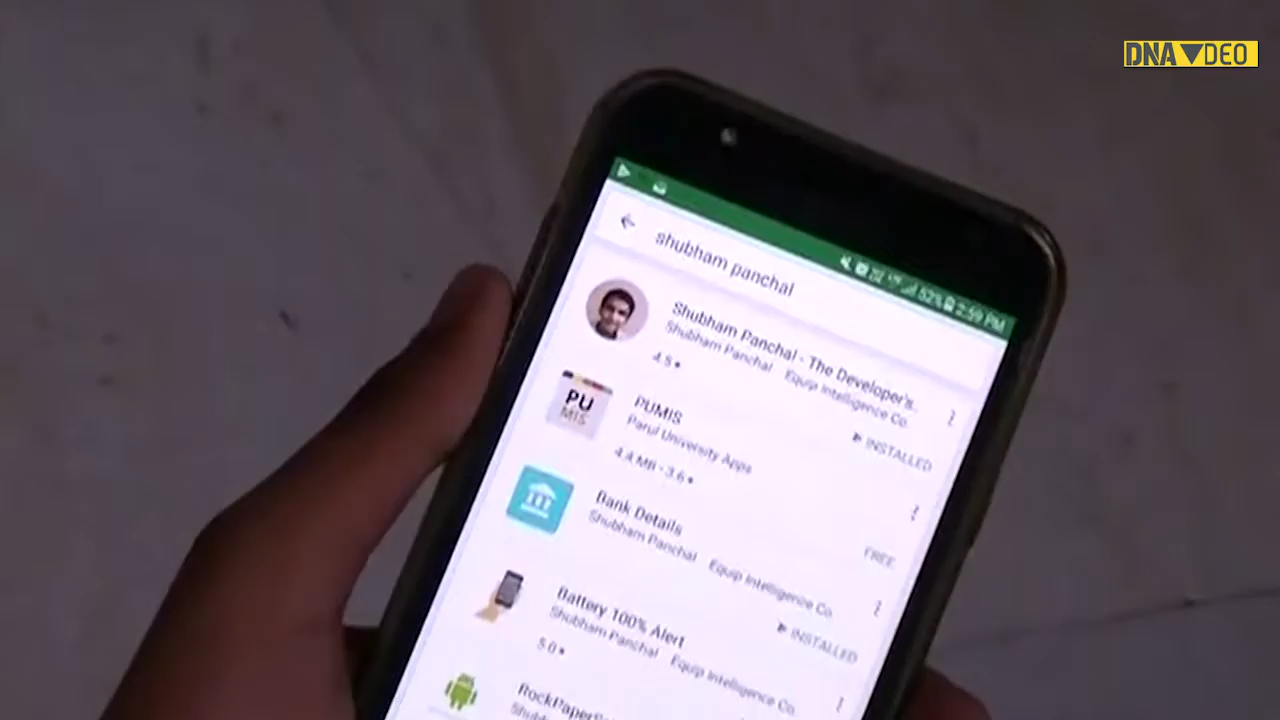 DNA VDEO
52% 2:59 PM
shubham panchal
Shubham Panchal - The Developer's..
Shubham Panchal Equip Intelligence Co.
4.5★
INSTALLED
PU
MIS
PUMIS
Parul University Apps
4.4 MB · 3.6★
FREE
Bank Details
Shubham Panchal Equip Intelligence Co.
INSTALLED
Battery 100% Alert
Shubham Panchal Equip Intelligence Co.
5.0★